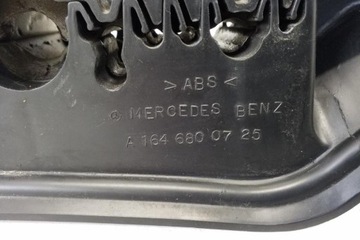 > ABS <
© MERCEDES BENZ
A 164 680 07 25